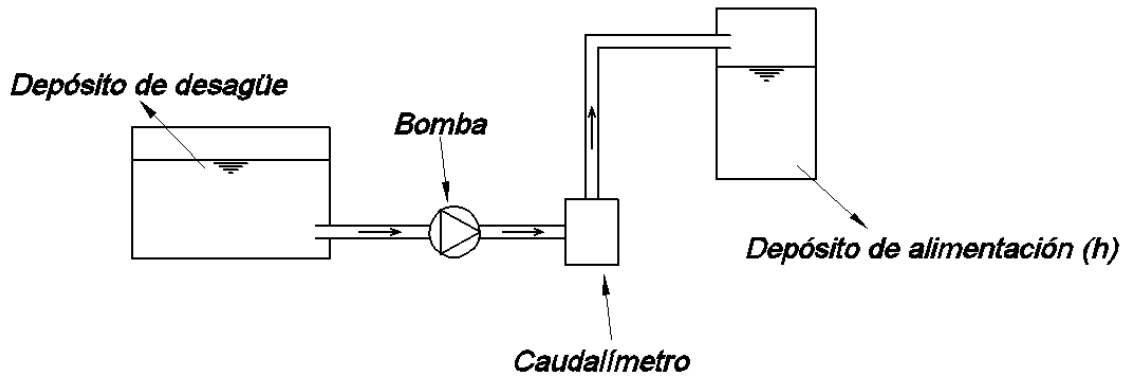 Depósito de desagüe
Bomba
Depósito de alimentación (h)
Caudalímetro